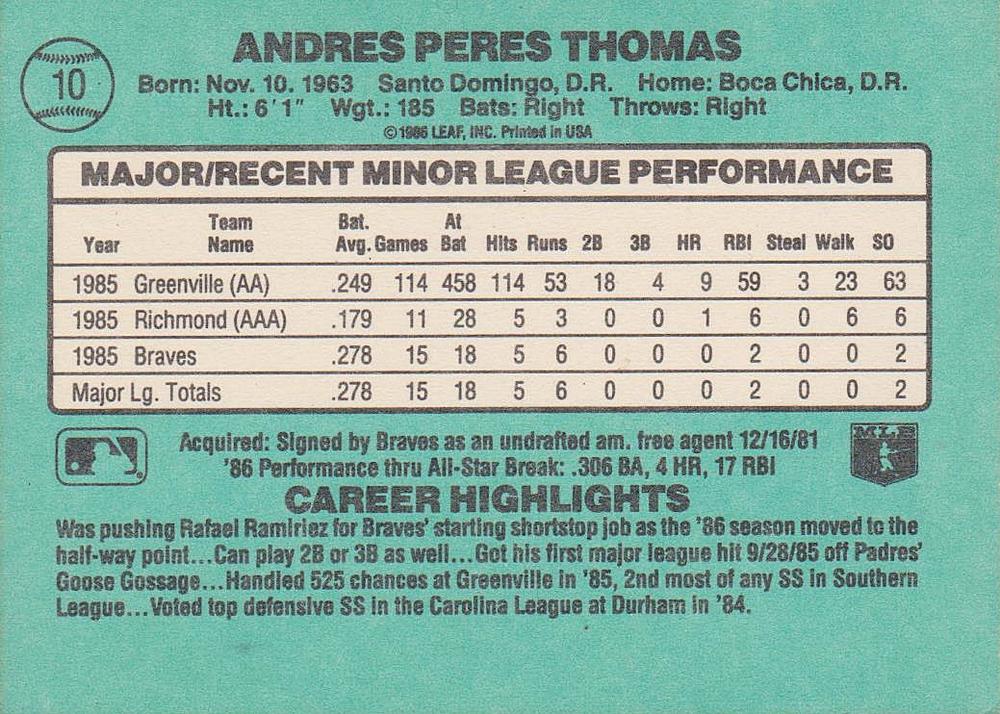 10
ANDRES PERES THOMAS
Born: Nov. 10. 1963 Santo Domingo, D.R. Home: Boca Chica, D.R.
Ht.: 6'1" Wgt.: 185 Bats: Right Throws: Right
©1986 LEAF, INC. Printed in USA
MAJOR/RECENT MINOR LEAGUE PERFORMANCE
Team Bat. At
Year Name Avg. Games Bat Hits Runs 2B 3B HR RBI Steal Walk SO
1985 Greenville (AA) .249 114 458 114 53 18 4 9 59 3 23 63
1985 Richmond (AAA) .179 11 28 5 3 0 0 1 6 0 6 6
1985 Braves .278 15 18 5 6 0 0 0 2 0 0 2
Major Lg. Totals .278 15 18 5 6 0 0 0 2 0 0 2
Acquired: Signed by Braves as an undrafted am. free agent 12/16/81
'86 Performance thru All-Star Break: .306 BA, 4 HR, 17 RBI
MLB
CAREER HIGHLIGHTS
Was pushing Rafael Ramiriez for Braves' starting shortstop job as the '86 season moved to the
half-way point...Can play 2B or 3B as well...Got his first major league hit 9/28/85 off Padres'
Goose Gossage...Handled 525 chances at Greenville in '85, 2nd most of any SS in Southern
League...Voted top defensive SS in the Carolina League at Durham in '84.